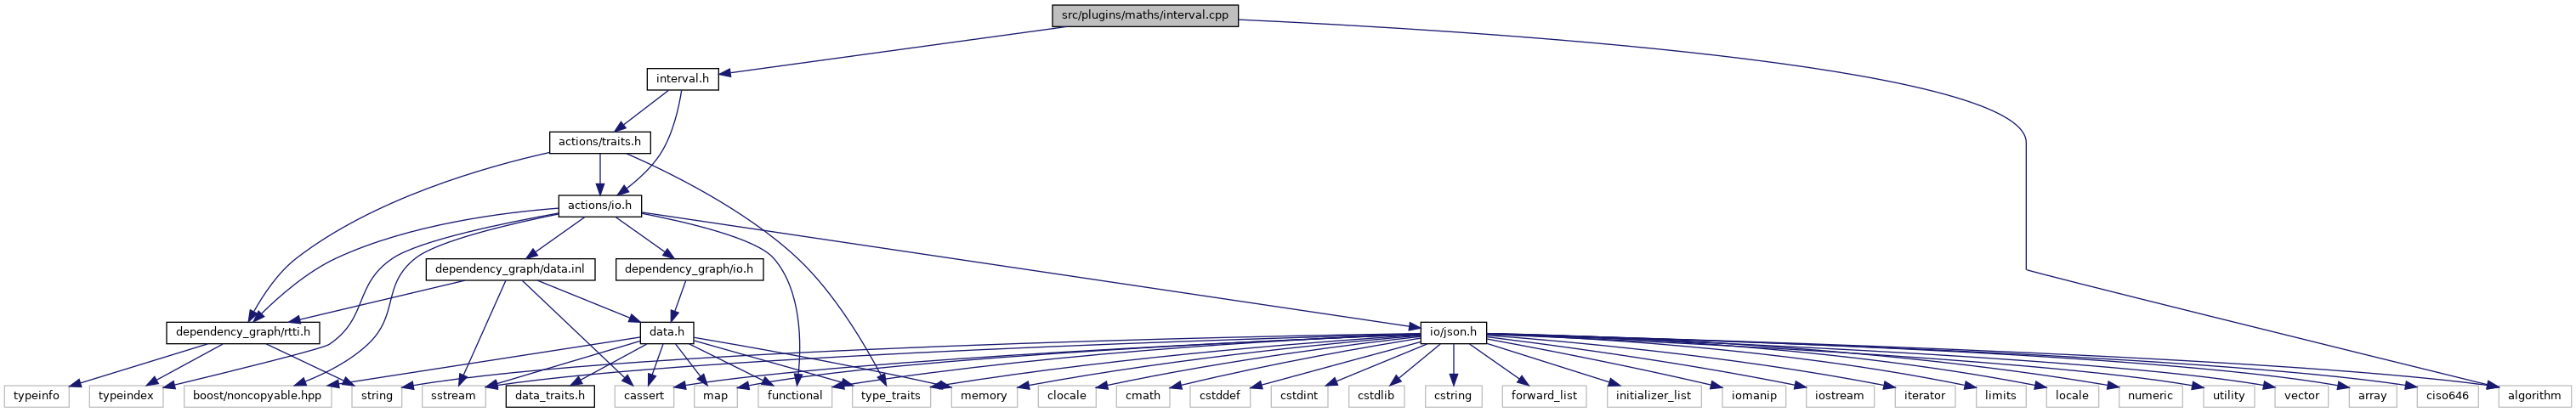 src/plugins/maths/interval.cpp
interval.h
actions/traits.h
actions/io.h
dependency_graph/data.inl
dependency_graph/io.h
dependency_graph/rtti.h
data.h
io/json.h
typeinfo
typeindex
boost/noncopyable.hpp
string
sstream
data_traits.h
cassert
map
functional
type_traits
memory
clocale
cmath
cstddef
cstdint
cstdlib
cstring
forward_list
initializer_list
iomanip
iostream
iterator
limits
locale
numeric
utility
vector
array
ciso646
algorithm